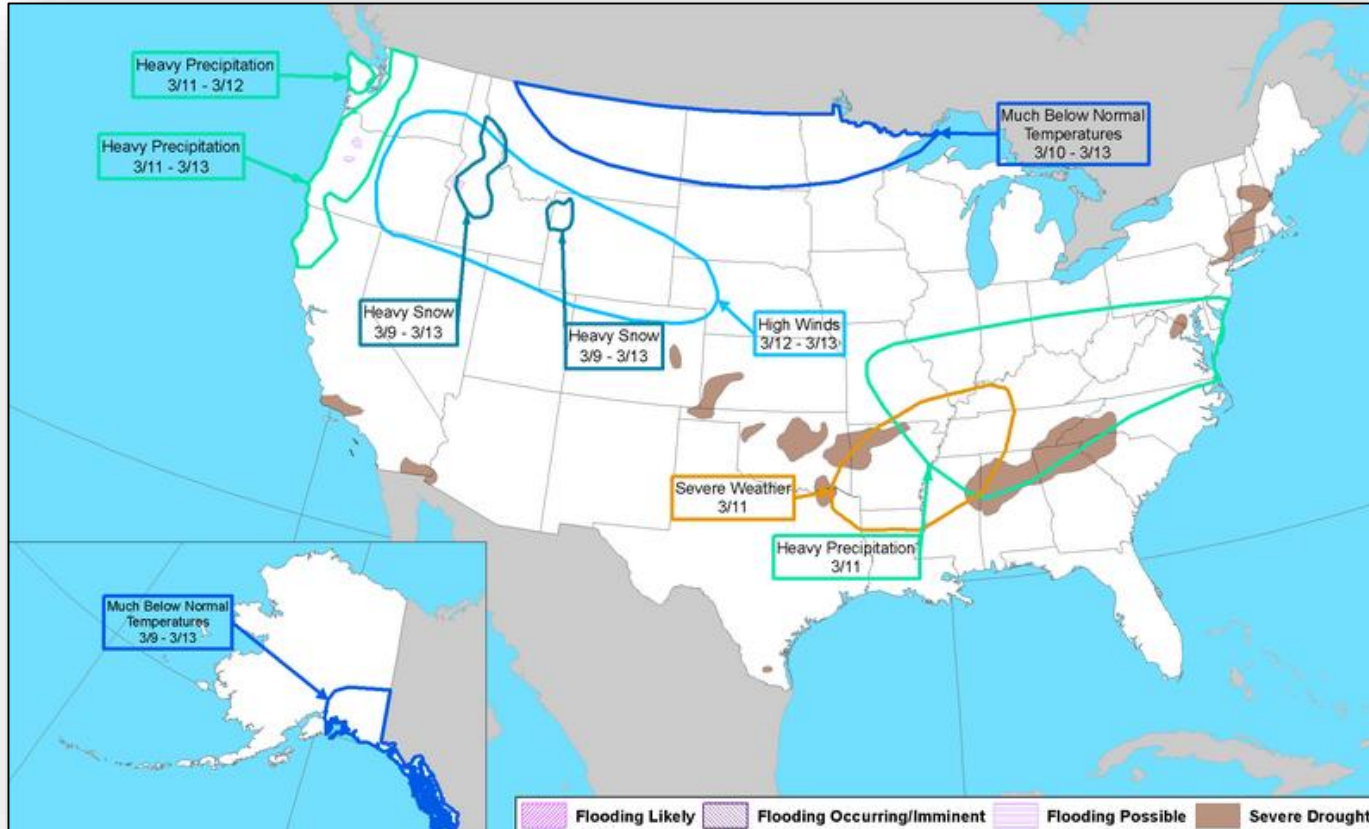 Heavy Precipitation
3/11 - 3/12
Heavy Precipitation
3/11 - 3/13
Much Below Normal
Temperatures
3/10 - 3/13
Heavy Snow
3/9 - 3/13
Heavy Snow
3/9 - 3/13
High Winds
3/12 - 3/13
Severe Weather
3/11
Heavy Precipitation
3/11
Much Below Normal
Temperatures
3/9 - 3/13
Flooding Likely Flooding Occurring/Imminent Flooding Possible Severe Drought